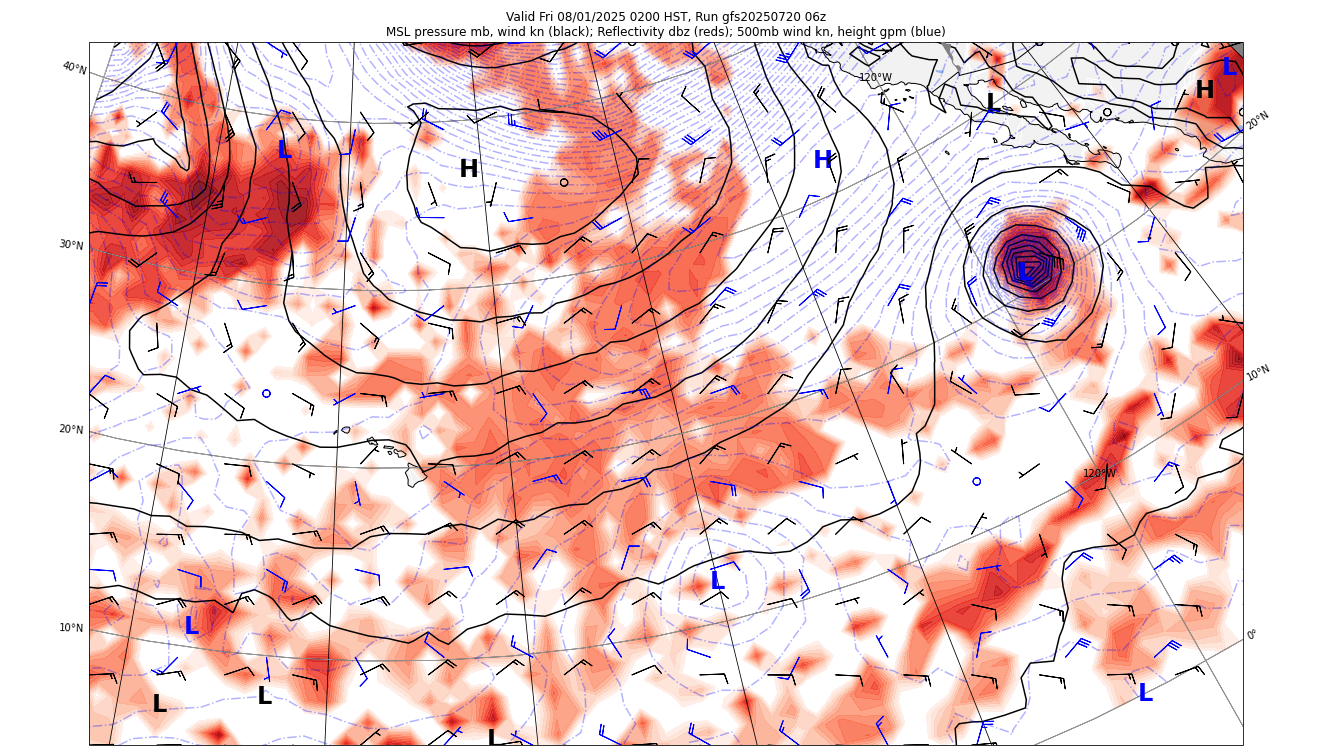 Valid Fri 08/01/2025 0200 HST, Run gfs20250720 06z
MSL pressure mb, wind kn (black); Reflectivity dbz (reds); 500mb wind kn, height gpm (blue)
40°N
120°W
L
H
L
20°N
L
H
H
30°N
L
10°N
20°N
120°W
L
10°N
L
0°
L
L
L
L